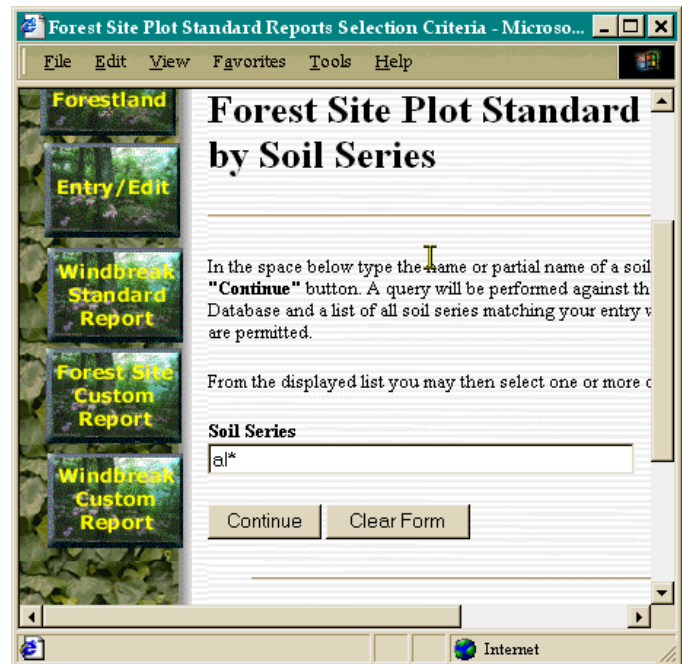 Forest Site Plot Standard Reports Selection Criteria - Microso...
File Edit View Favorites Tools Help
Forestland
Entry/Edit
Windbreak
Standard
Report
Forest Site
Custom
Report
Windbreak
Custom
Report
Forest Site Plot Standard
by Soil Series
In the space below type the name or partial name of a soil
"Continue" button. A query will be performed against th
Database and a list of all soil series matching your entry w
are permitted.
From the displayed list you may then select one or more o
Soil Series
al*
Continue Clear Form
Internet